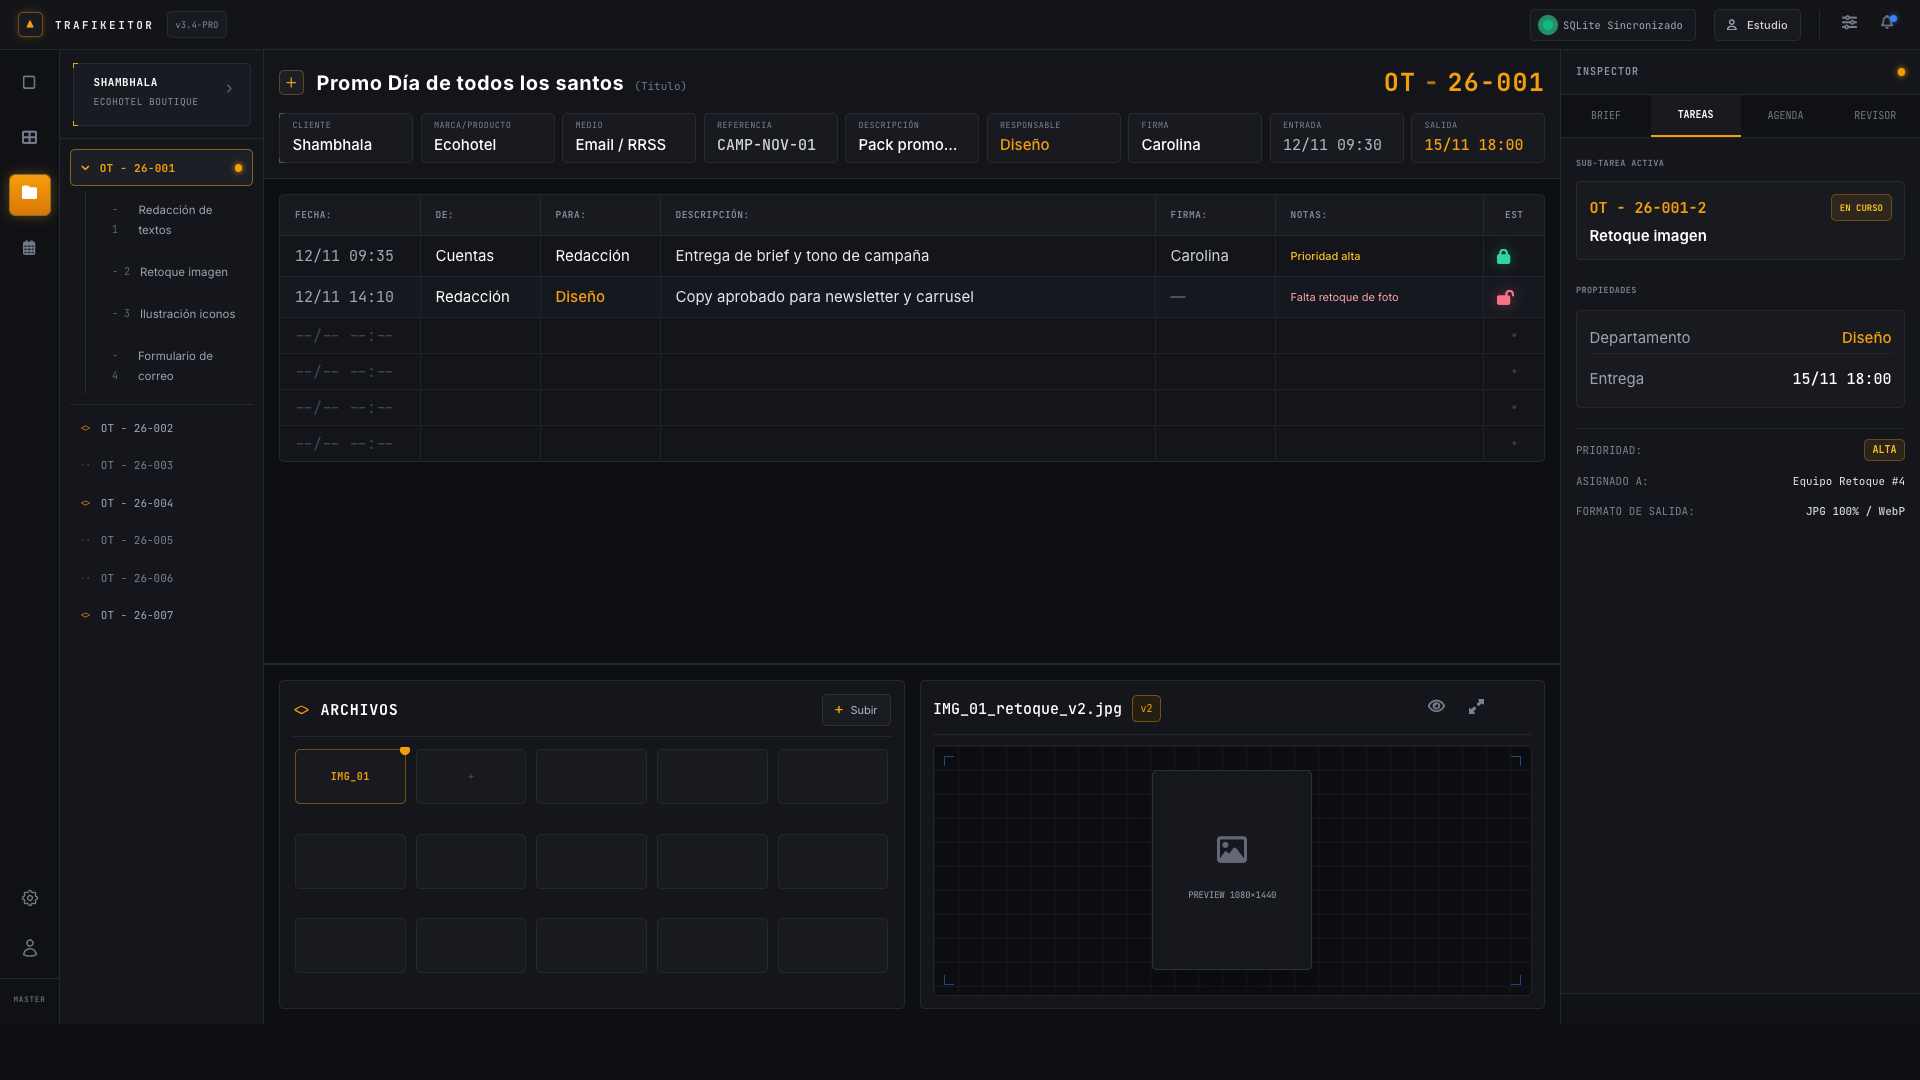 TRAFIKEITOR
v3.4-PRO
SQLite Sincronizado
Estudio
SHAMBHALA
ECOHOTEL BOUTIQUE
OT - 26-001
- 1 Redacción de
textos
- 2 Retoque imagen
- 3 Ilustración iconos
- 4 Formulario de
correo
OT - 26-002
OT - 26-003
OT - 26-004
OT - 26-005
OT - 26-006
OT - 26-007
MASTER
+ Promo Día de todos los santos (Título)
OT - 26-001
CLIENTE
Shambhala
MARCA/PRODUCTO
Ecohotel
MEDIO
Email / RRSS
REFERENCIA
CAMP-NOV-01
DESCRIPCIÓN
Pack promo...
RESPONSABLE
Diseño
FIRMA
Carolina
ENTRADA
12/11 09:30
SALIDA
15/11 18:00
FECHA: DE: PARA: DESCRIPCIÓN: FIRMA: NOTAS: EST
12/11 09:35 Cuentas Redacción Entrega de brief y tono de campaña Carolina Prioridad alta
12/11 14:10 Redacción Diseño Copy aprobado para newsletter y carrusel — Falta retoque de foto
--/-- --:--
--/-- --:--
--/-- --:--
--/-- --:--
<> ARCHIVOS
+ Subir
IMG_01
+
IMG_01_retoque_v2.jpg v2
PREVIEW 1080×1440
INSPECTOR
BRIEF TAREAS AGENDA REVISOR
SUB-TAREA ACTIVA
OT - 26-001-2
EN CURSO
Retoque imagen
PROPIEDADES
Departamento Diseño
Entrega 15/11 18:00
PRIORIDAD: ALTA
ASIGNADO A: Equipo Retoque #4
FORMATO DE SALIDA: JPG 100% / WebP